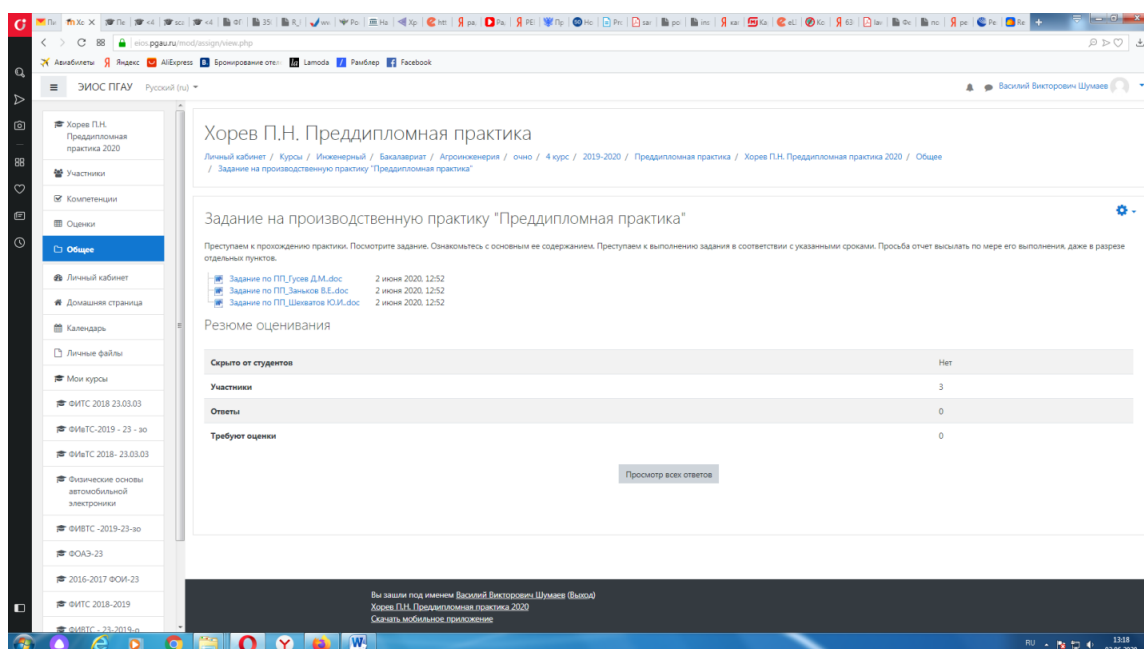 eios.pgau.ru/mod/assign/view.php
Авиабилеты Яндекс AliExpress Бронирование отел Lamoda Рамблер Facebook
ЭИОС ПГАУ Русский (ru)
Василий Викторович Шумаев
Хорев П.Н.
Преддипломная
практика 2020
Участники
Компетенции
Оценки
Общее
Личный кабинет
Домашняя страница
Календарь
Личные файлы
Мои курсы
ФИТС 2018 23.03.03
ФИвТС-2019 - 23 - зо
ФИвТС 2018- 23.03.03
Физические основы
автомобильной
электроники
ФИВТС -2019-23-зо
ФОАЭ-23
2016-2017 ФОИ-23
ФИТС 2018-2019
ФИВТС - 23-2019-о
Хорев П.Н. Преддипломная практика
Личный кабинет / Курсы / Инженерный / Бакалавриат / Агроинженерия / очно / 4 курс / 2019-2020 / Преддипломная практика / Хорев П.Н. Преддипломная практика 2020 / Общее
/ Задание на производственную практику "Преддипломная практика"
Задание на производственную практику "Преддипломная практика"
Преступаем к прохождению практики. Посмотрите задание. Ознакомьтесь с основным ее содержанием. Преступаем к выполнению задания в соответствии с указанными сроками. Просьба отчет высылать по мере его выполнения, даже в разрезе
отдельных пунктов.
Задание по ПП_Гусев Д.М..doc 2 июня 2020, 12:52
Задание по ПП_Заньков В.Е..doc 2 июня 2020, 12:52
Задание по ПП_Шехватов Ю.И..doc 2 июня 2020, 12:52
Резюме оценивания
Скрыто от студентов Нет
Участники 3
Ответы 0
Требуют оценки 0
Просмотр всех ответов
Вы зашли под именем Василий Викторович Шумаев (Выход)
Хорев П.Н. Преддипломная практика 2020
Скачать мобильное приложение
RU 13:18
02.06.2020